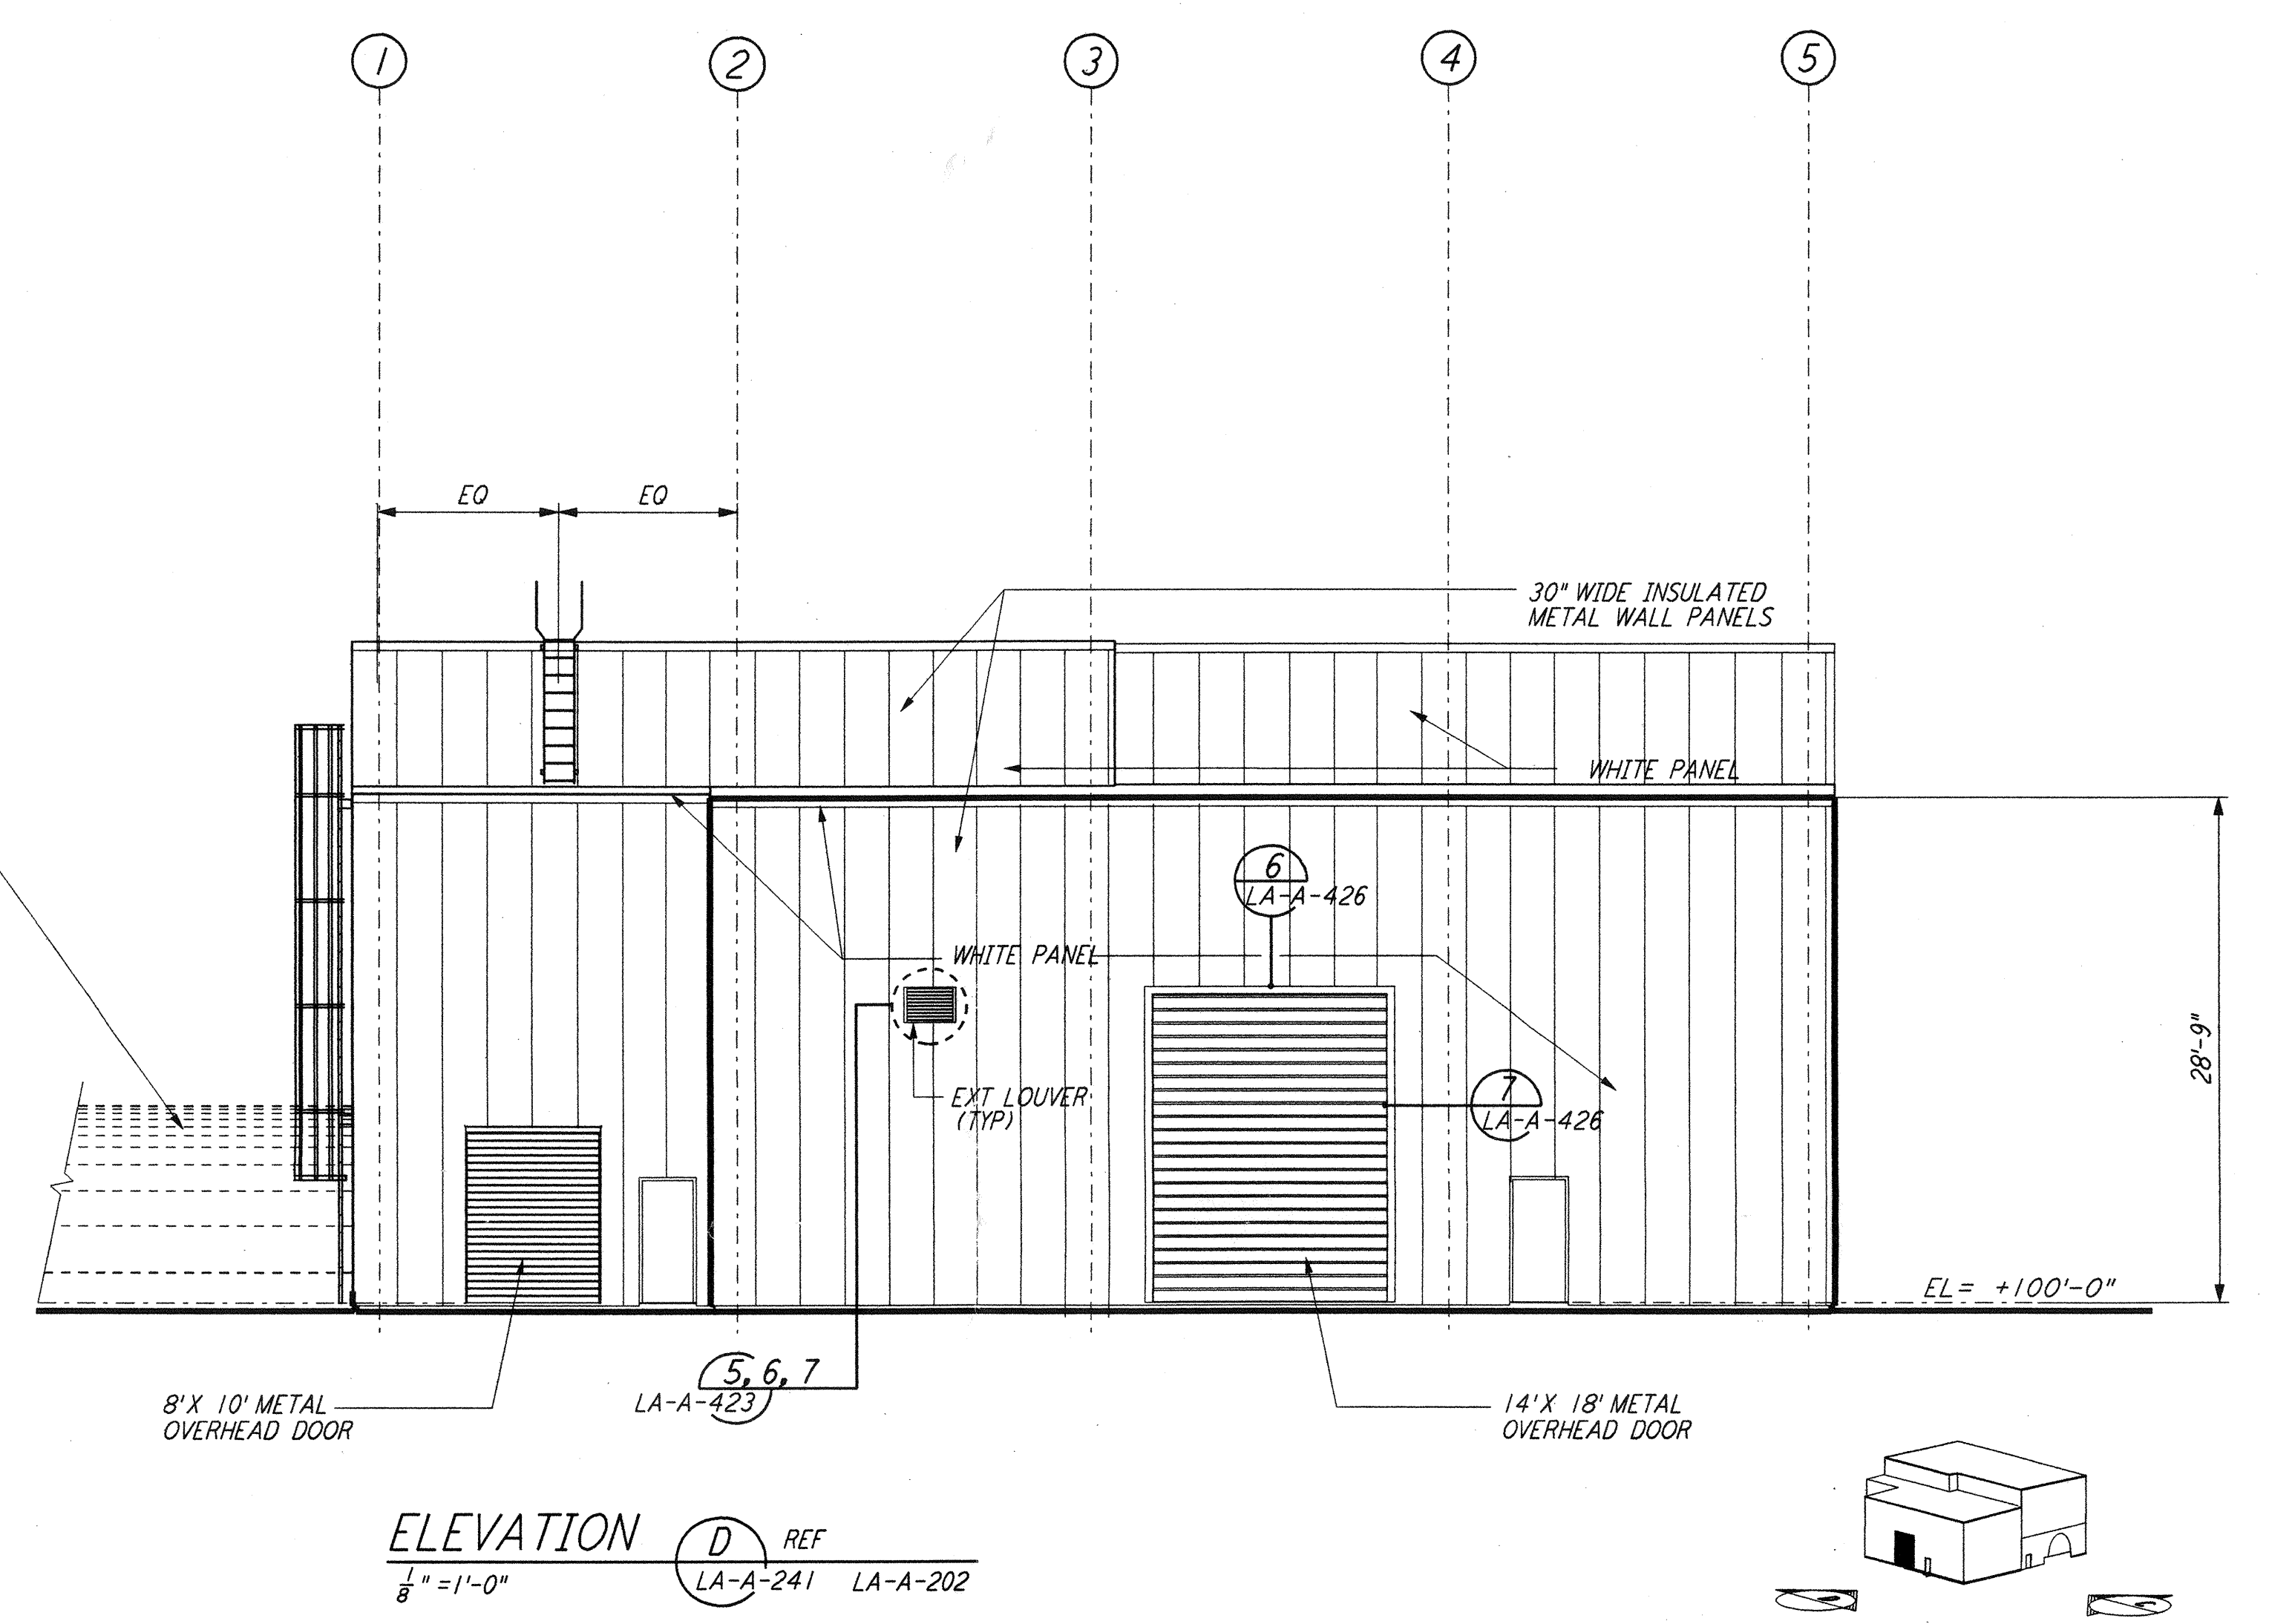 1 2 3 4 5
EQ EQ
30" WIDE INSULATED
METAL WALL PANELS
WHITE PANEL
6
LA-A-426
WHITE PANEL
7
LA-A-426
EXT LOUVER
(TYP)
28'-9"
EL= +100'-0"
5, 6, 7
LA-A-423
8'X 10' METAL
OVERHEAD DOOR
14'X 18' METAL
OVERHEAD DOOR
ELEVATION D REF
1/8" =1'-0" LA-A-241 LA-A-202